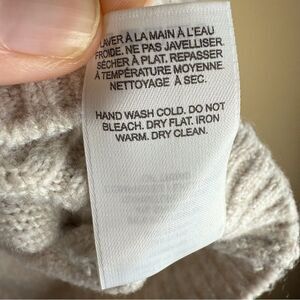 LAVER À LA MAIN À L'EAU
FROIDE. NE PAS JAVELLISER.
SÉCHER À PLAT. REPASSER
À TEMPÉRATURE MOYENNE.
NETTOYAGE À SEC.
HAND WASH COLD. DO NOT
BLEACH. DRY FLAT. IRON
WARM. DRY CLEAN.